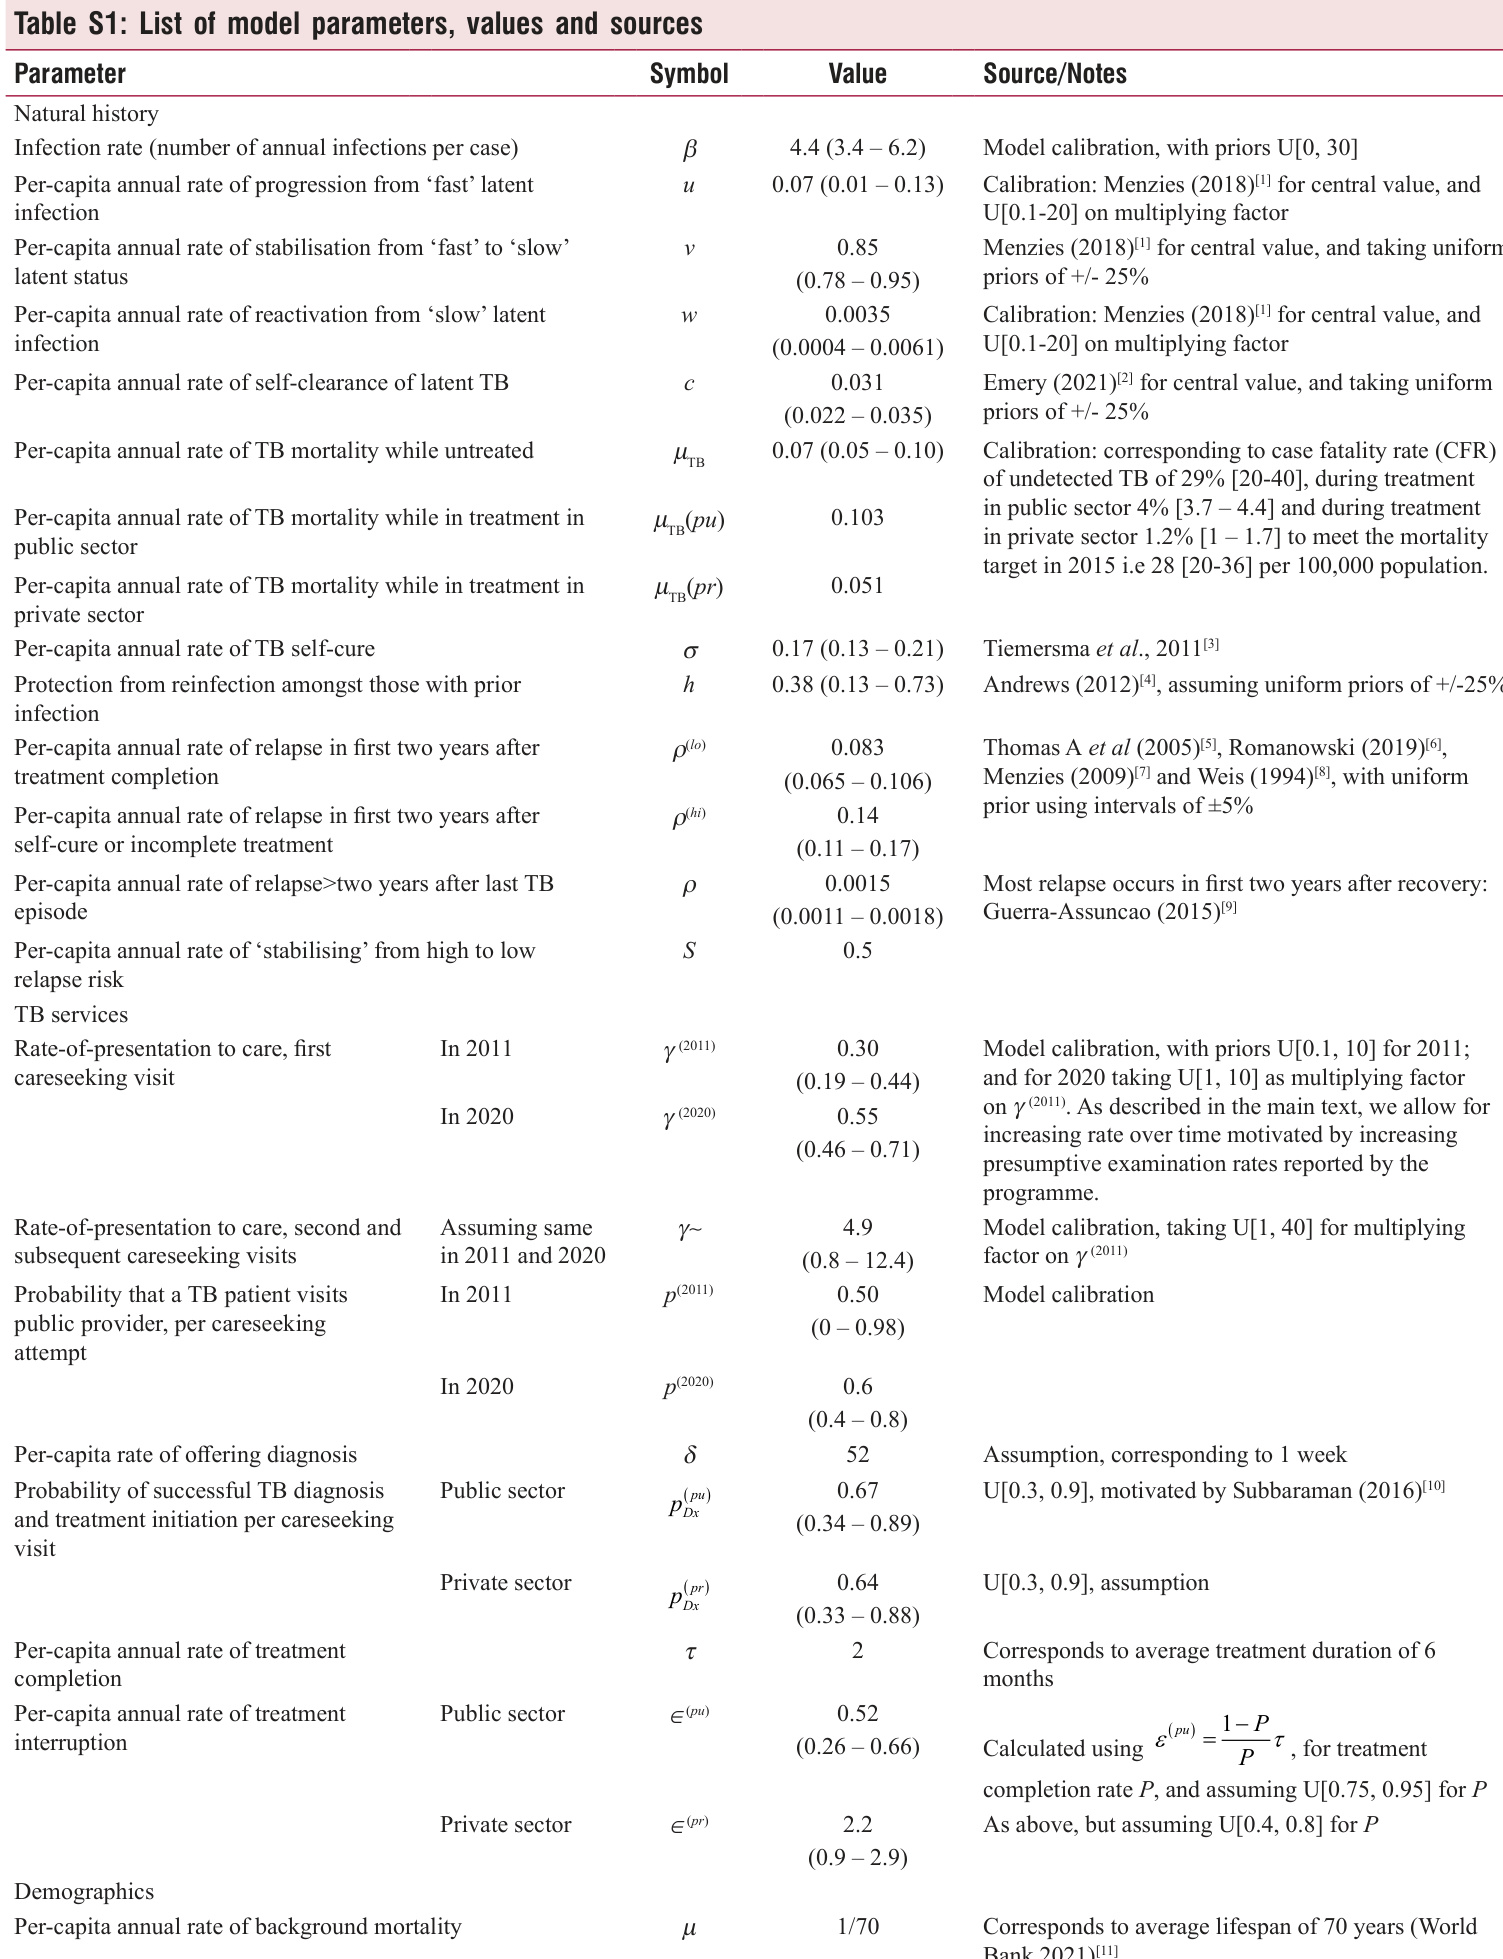 Table S1: List of model parameters, values and sources
Parameter Symbol Value Source/Notes
Natural history
Infection rate (number of annual infections per case) β 4.4 (3.4 – 6.2) Model calibration, with priors U[0, 30]
Per-capita annual rate of progression from ‘fast’ latent u 0.07 (0.01 – 0.13) Calibration: Menzies (2018)[1] for central value, and
infection U[0.1-20] on multiplying factor
Per-capita annual rate of stabilisation from ‘fast’ to ‘slow’ v 0.85 Menzies (2018)[1] for central value, and taking uniform
latent status (0.78 – 0.95) priors of +/- 25%
Per-capita annual rate of reactivation from ‘slow’ latent w 0.0035 Calibration: Menzies (2018)[1] for central value, and
infection (0.0004 – 0.0061) U[0.1-20] on multiplying factor
Per-capita annual rate of self-clearance of latent TB c 0.031 Emery (2021)[2] for central value, and taking uniform
(0.022 – 0.035) priors of +/- 25%
Per-capita annual rate of TB mortality while untreated μTB 0.07 (0.05 – 0.10) Calibration: corresponding to case fatality rate (CFR)
of undetected TB of 29% [20-40], during treatment
Per-capita annual rate of TB mortality while in treatment in μTB(pu) 0.103 in public sector 4% [3.7 – 4.4] and during treatment
public sector in private sector 1.2% [1 – 1.7] to meet the mortality
target in 2015 i.e 28 [20-36] per 100,000 population.
Per-capita annual rate of TB mortality while in treatment in μTB(pr) 0.051
private sector
Per-capita annual rate of TB self-cure σ 0.17 (0.13 – 0.21) Tiemersma et al., 2011[3]
Protection from reinfection amongst those with prior h 0.38 (0.13 – 0.73) Andrews (2012)[4], assuming uniform priors of +/-25%
infection
Per-capita annual rate of relapse in first two years after ρ(lo) 0.083 Thomas A et al (2005)[5], Romanowski (2019)[6],
treatment completion (0.065 – 0.106) Menzies (2009)[7] and Weis (1994)[8], with uniform
prior using intervals of ±5%
Per-capita annual rate of relapse in first two years after ρ(hi) 0.14
self-cure or incomplete treatment (0.11 – 0.17)
Per-capita annual rate of relapse>two years after last TB ρ 0.0015 Most relapse occurs in first two years after recovery:
episode (0.0011 – 0.0018) Guerra-Assuncao (2015)[9]
Per-capita annual rate of ‘stabilising’ from high to low S 0.5
relapse risk
TB services
Rate-of-presentation to care, first In 2011 γ (2011) 0.30 Model calibration, with priors U[0.1, 10] for 2011;
careseeking visit (0.19 – 0.44) and for 2020 taking U[1, 10] as multiplying factor
In 2020 γ (2020) 0.55 on γ (2011). As described in the main text, we allow for
(0.46 – 0.71) increasing rate over time motivated by increasing
presumptive examination rates reported by the
programme.
Rate-of-presentation to care, second and Assuming same γ~ 4.9 Model calibration, taking U[1, 40] for multiplying
subsequent careseeking visits in 2011 and 2020 (0.8 – 12.4) factor on γ (2011)
Probability that a TB patient visits In 2011 p(2011) 0.50 Model calibration
public provider, per careseeking (0 – 0.98)
attempt
In 2020 p(2020) 0.6
(0.4 – 0.8)
Per-capita rate of offering diagnosis δ 52 Assumption, corresponding to 1 week
Probability of successful TB diagnosis Public sector pDx(pu) 0.67 U[0.3, 0.9], motivated by Subbaraman (2016)[10]
and treatment initiation per careseeking (0.34 – 0.89)
visit
Private sector pDx(pr) 0.64 U[0.3, 0.9], assumption
(0.33 – 0.88)
Per-capita annual rate of treatment τ 2 Corresponds to average treatment duration of 6
completion months
Per-capita annual rate of treatment Public sector ∈(pu) 0.52
interruption (0.26 – 0.66) Calculated using ε(pu) = 1 − P / P τ , for treatment
completion rate P, and assuming U[0.75, 0.95] for P
Private sector ∈(pr) 2.2 As above, but assuming U[0.4, 0.8] for P
(0.9 – 2.9)
Demographics
Per-capita annual rate of background mortality μ 1/70 Corresponds to average lifespan of 70 years (World
Bank 2021)[11]